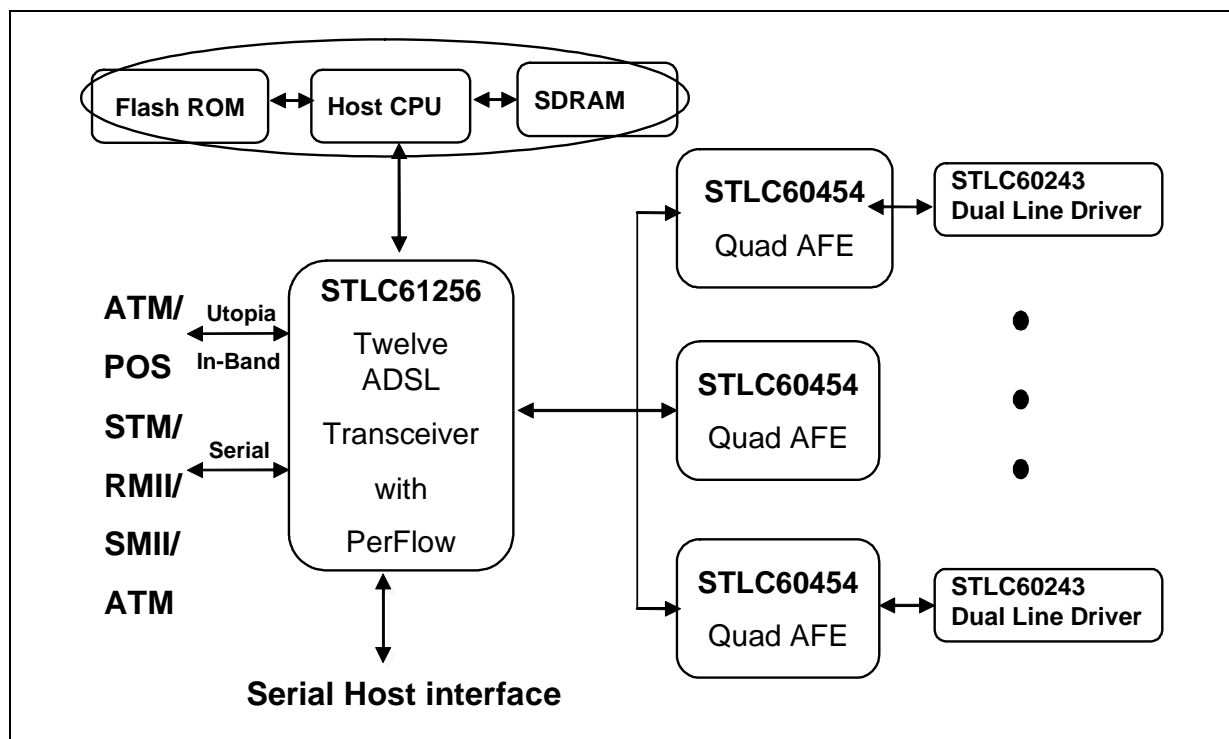 Flash ROM
Host CPU
SDRAM
STLC60454
Quad AFE
STLC60243
Dual Line Driver
STLC61256
Twelve
ADSL
Transceiver
with
PerFlow
ATM/
POS
STM/
RMII/
SMII/
ATM
Utopia
In-Band
Serial
STLC60454
Quad AFE
STLC60454
Quad AFE
STLC60243
Dual Line Driver
Serial Host interface